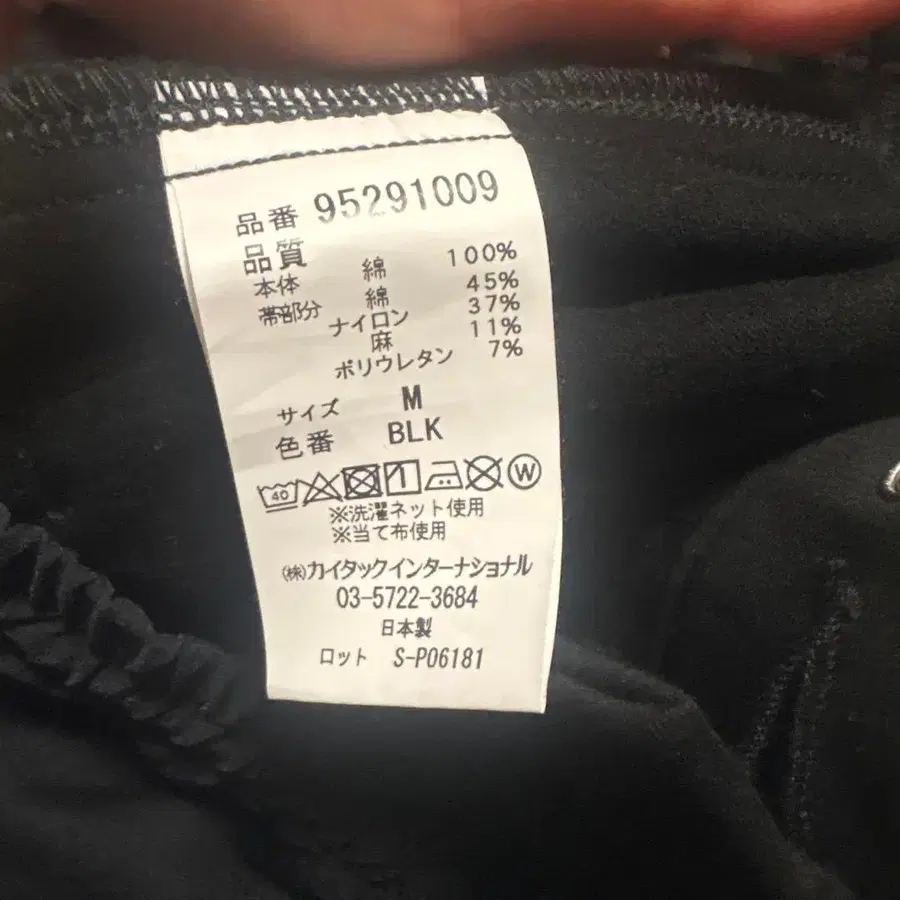 品番 95291009
品質
本体 綿 100%
帯部分 綿 45%
ナイロン 37%
麻 11%
ポリウレタン 7%
サイズ M
色番 BLK
40 W
※洗濯ネット使用
※当て布使用
㈱カイタックインターナショナル
03-5722-3684
日本製
ロット S-P06181